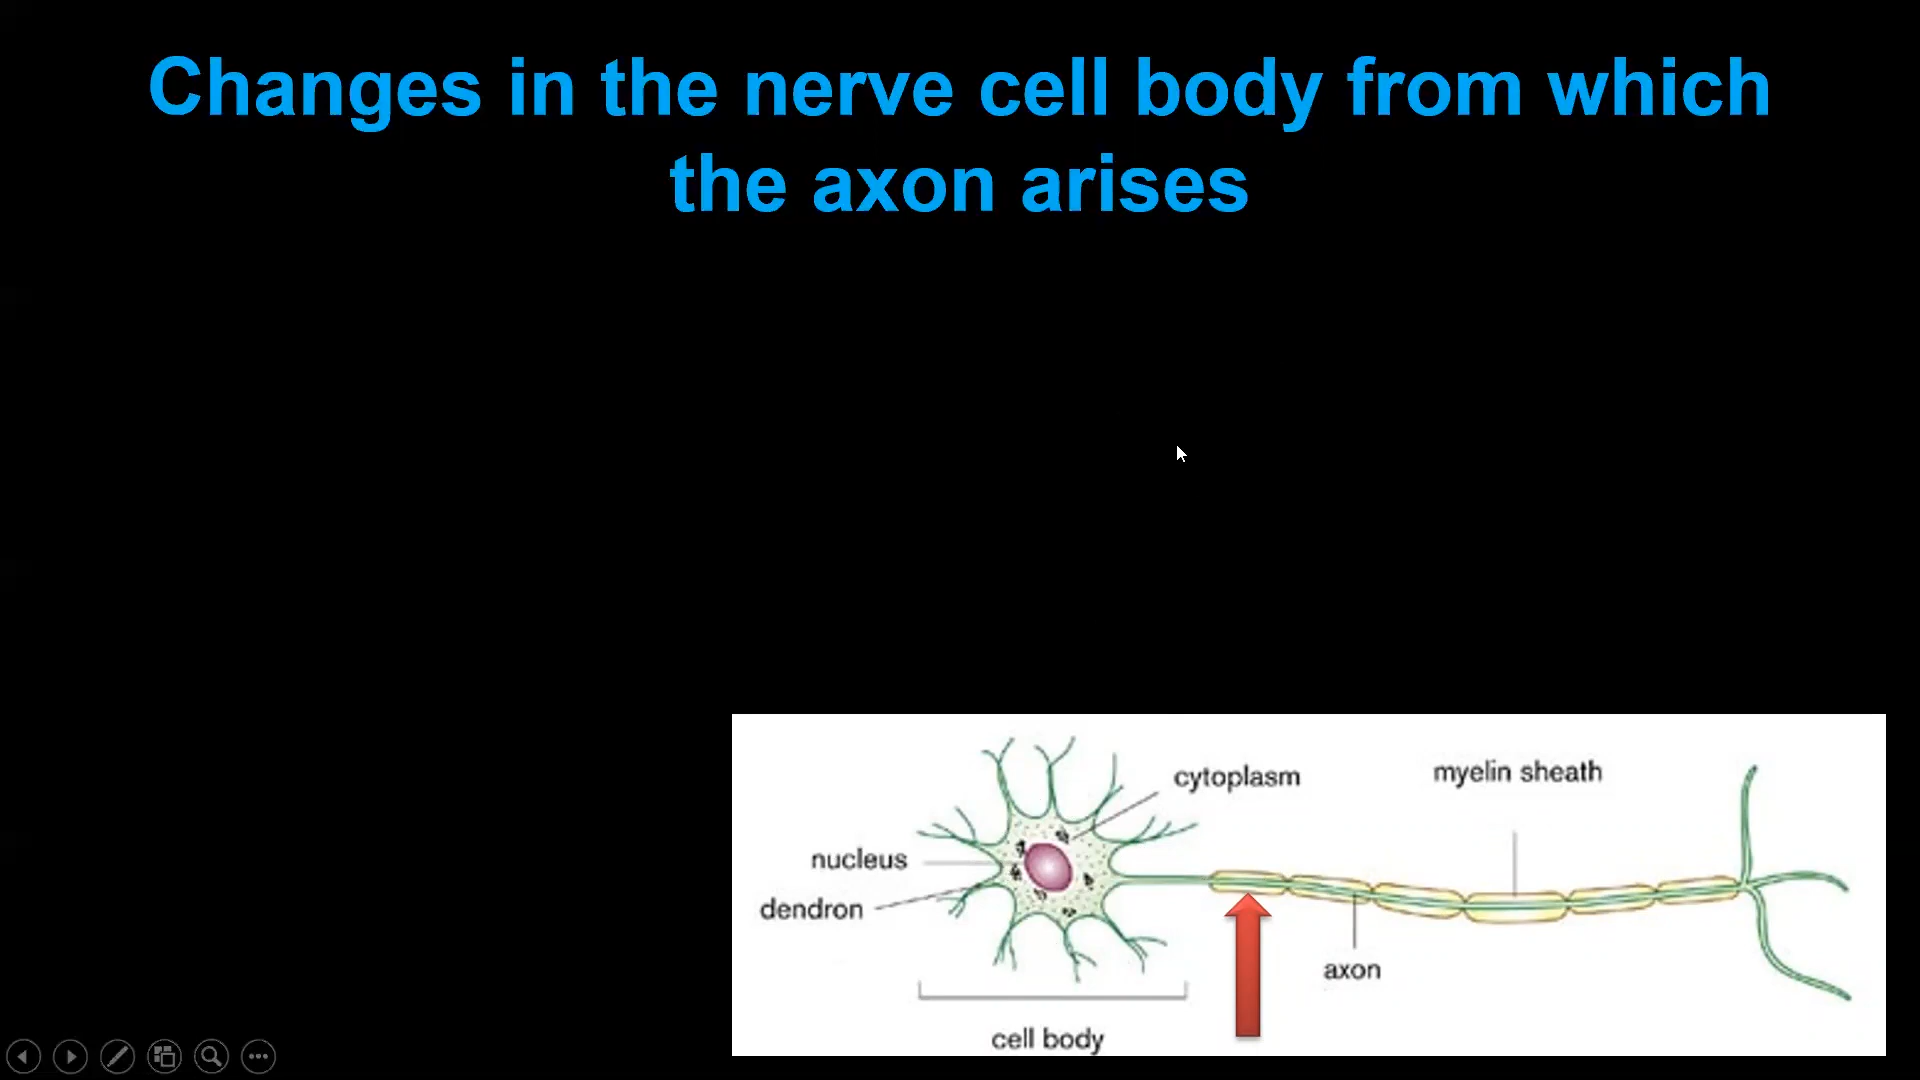 Changes in the nerve cell body from which
the axon arises
cytoplasm
myelin sheath
nucleus
dendron
axon
cell body